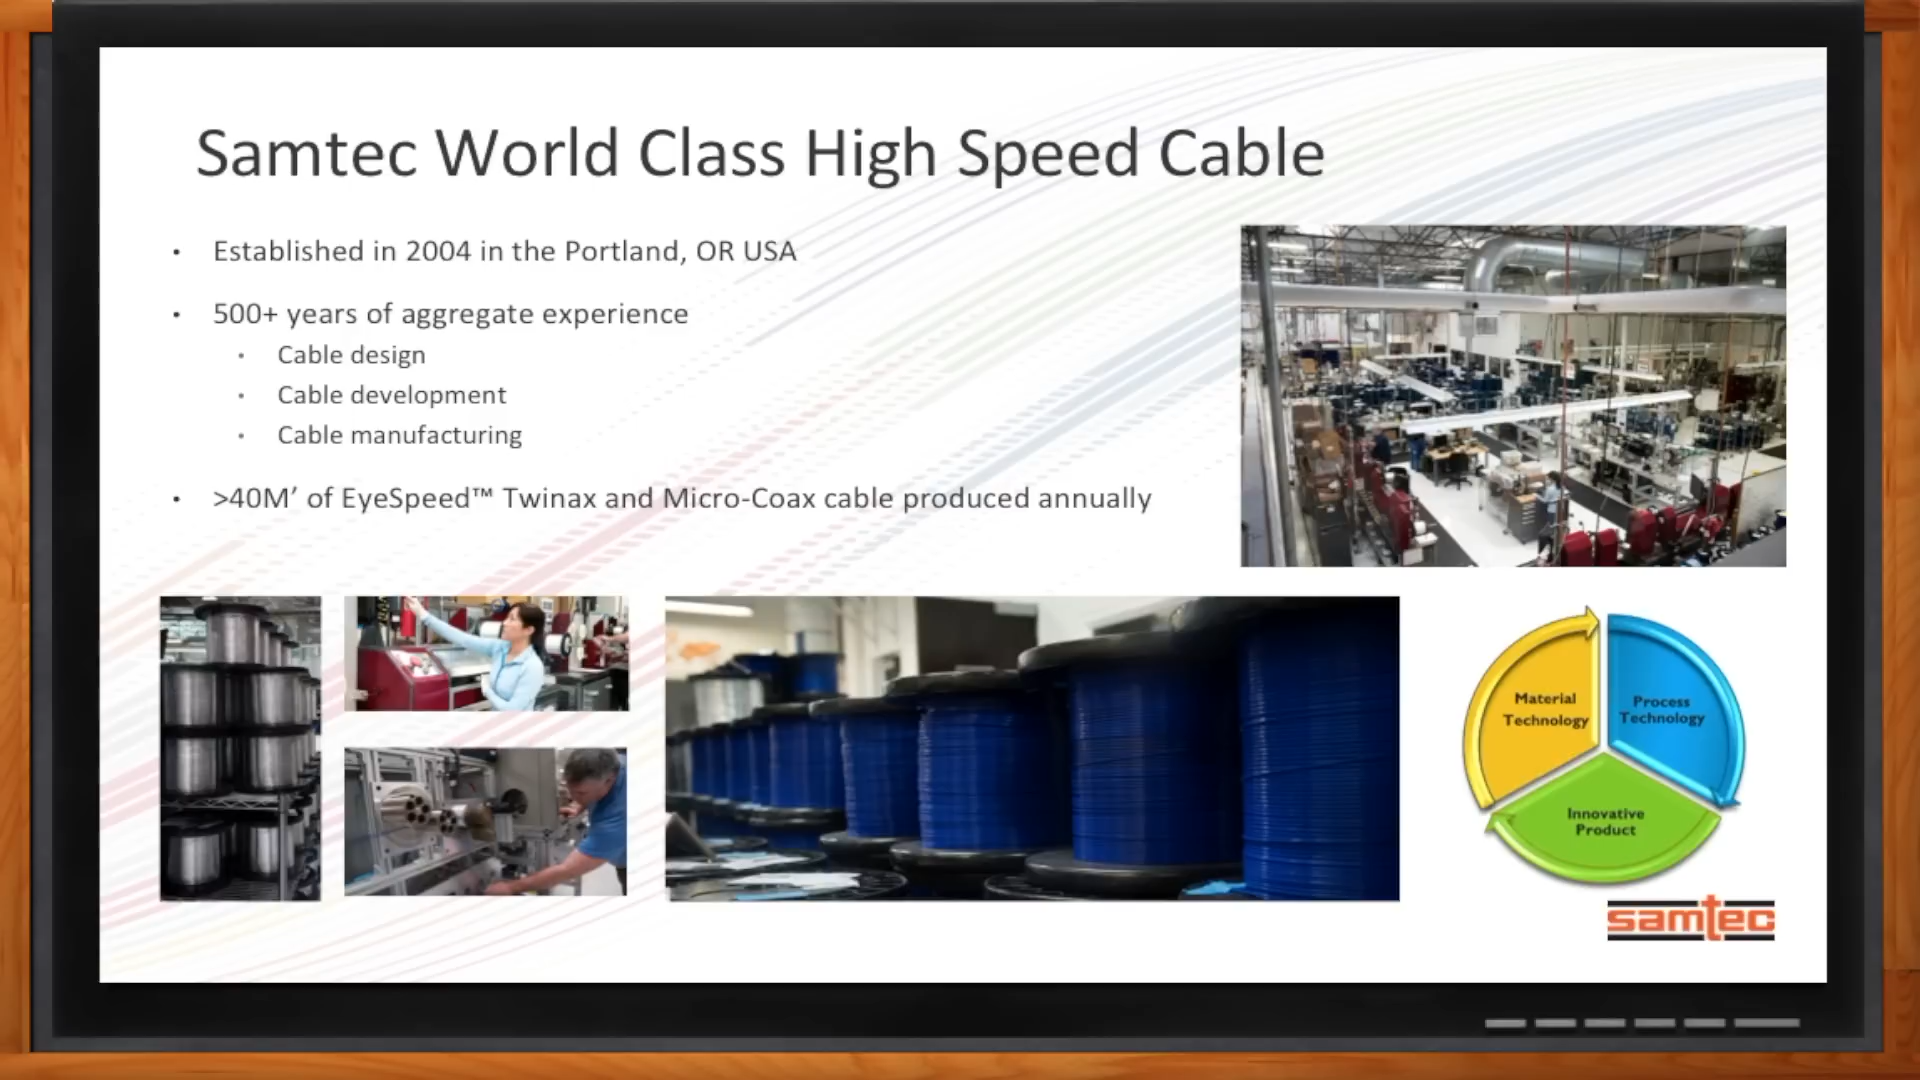 Samtec World Class High Speed Cable
• Established in 2004 in the Portland, OR USA
• 500+ years of aggregate experience
• Cable design
• Cable development
• Cable manufacturing
• >40M’ of EyeSpeed™ Twinax and Micro-Coax cable produced annually
Material
Technology
Process
Technology
Innovative
Product
samtec